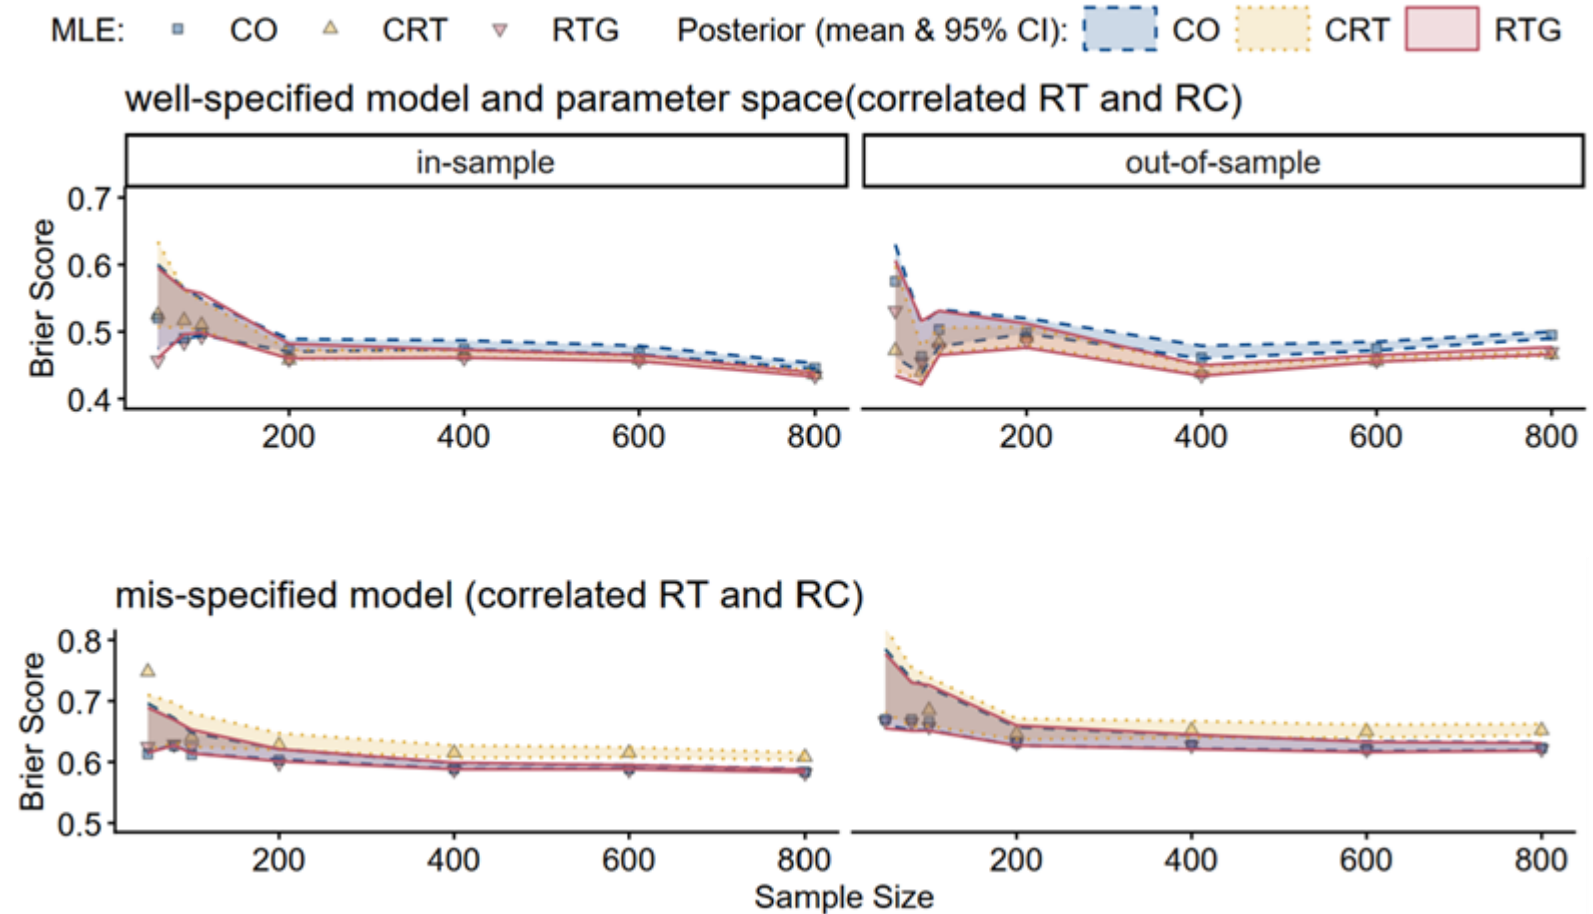 MLE: CO CRT RTG Posterior (mean & 95% CI): CO CRT RTG
well-specified model and parameter space(correlated RT and RC)
in-sample out-of-sample
Brier Score
0.7
0.6
0.5
0.4
200 400 600 800 200 400 600 800
mis-specified model (correlated RT and RC)
Brier Score
0.8
0.7
0.6
0.5
200 400 600 800 200 400 600 800
Sample Size